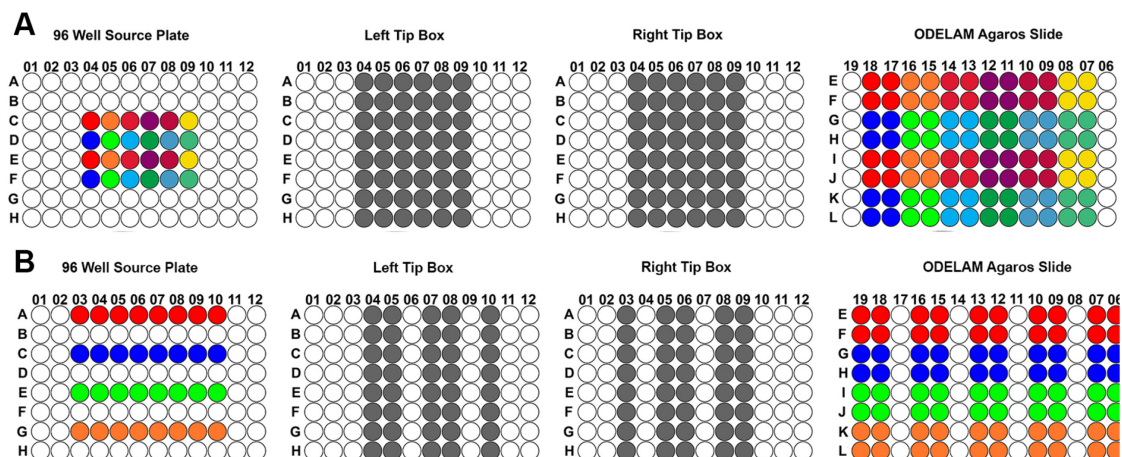 A
96 Well Source Plate
Left Tip Box
Right Tip Box
ODELAM Agaros Slide
01 02 03 04 05 06 07 08 09 10 11 12
01 02 03 04 05 06 07 08 09 10 11 12
01 02 03 04 05 06 07 08 09 10 11 12
19 18 17 16 15 14 13 12 11 10 09 08 07 06
A A A E
B B B F
C C C G
D D D H
E E E I
F F F J
G G G K
H H H L
B
96 Well Source Plate
Left Tip Box
Right Tip Box
ODELAM Agaros Slide
01 02 03 04 05 06 07 08 09 10 11 12
01 02 03 04 05 06 07 08 09 10 11 12
01 02 03 04 05 06 07 08 09 10 11 12
19 18 17 16 15 14 13 12 11 10 09 08 07 06
A A A E
B B B F
C C C G
D D D H
E E E I
F F F J
G G G K
H H H L